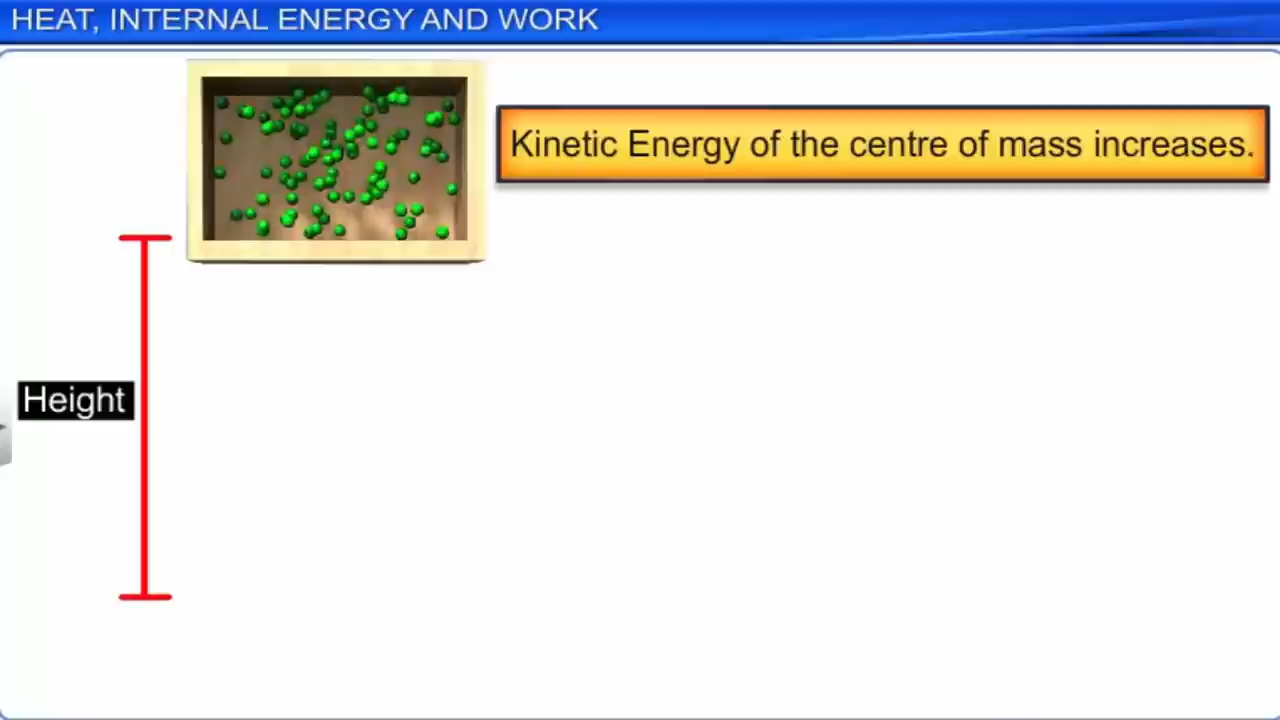 HEAT, INTERNAL ENERGY AND WORK
Kinetic Energy of the centre of mass increases.
Height